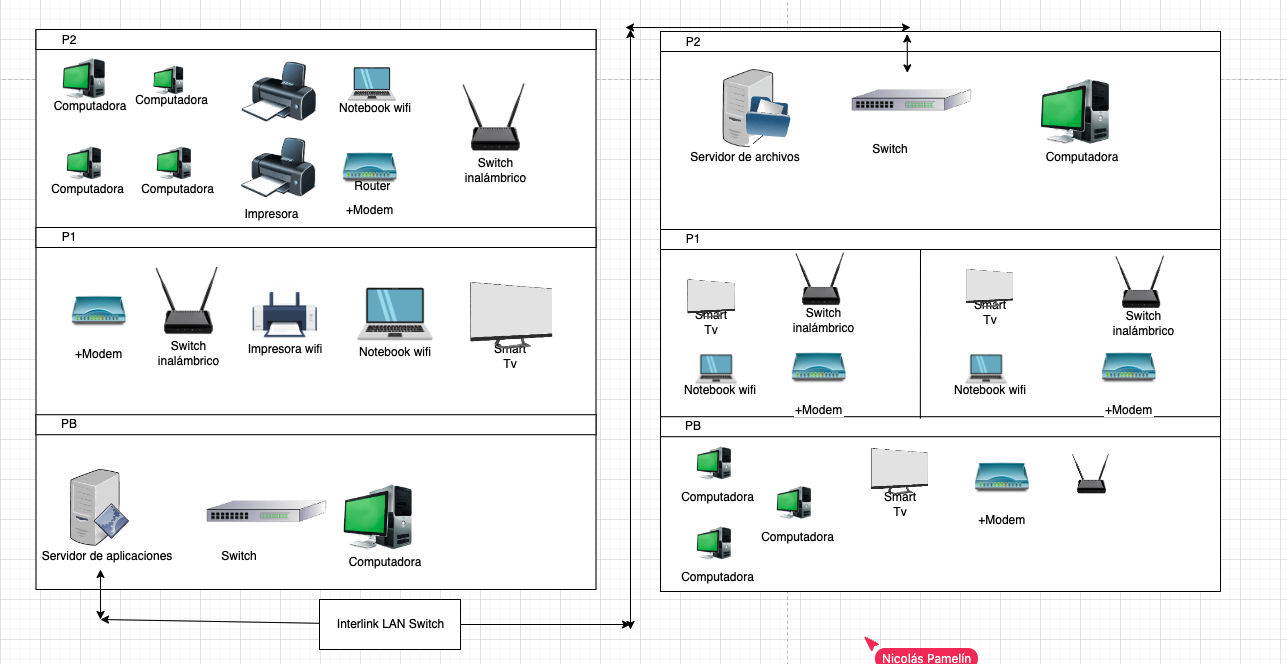 P2
Computadora
Computadora
Notebook wifi
Computadora
Computadora
Impresora
Router
+Modem
Switch
inalámbrico
P1
+Modem
Switch
inalámbrico
Impresora wifi
Notebook wifi
Smart
Tv
PB
Servidor de aplicaciones
Switch
Computadora
Interlink LAN Switch
P2
Servidor de archivos
Switch
Computadora
P1
Smart
Tv
Switch
inalámbrico
Notebook wifi
+Modem
Smart
Tv
Switch
inalámbrico
Notebook wifi
+Modem
PB
Computadora
Computadora
Computadora
Smart
Tv
+Modem
Nicolás Pamelín